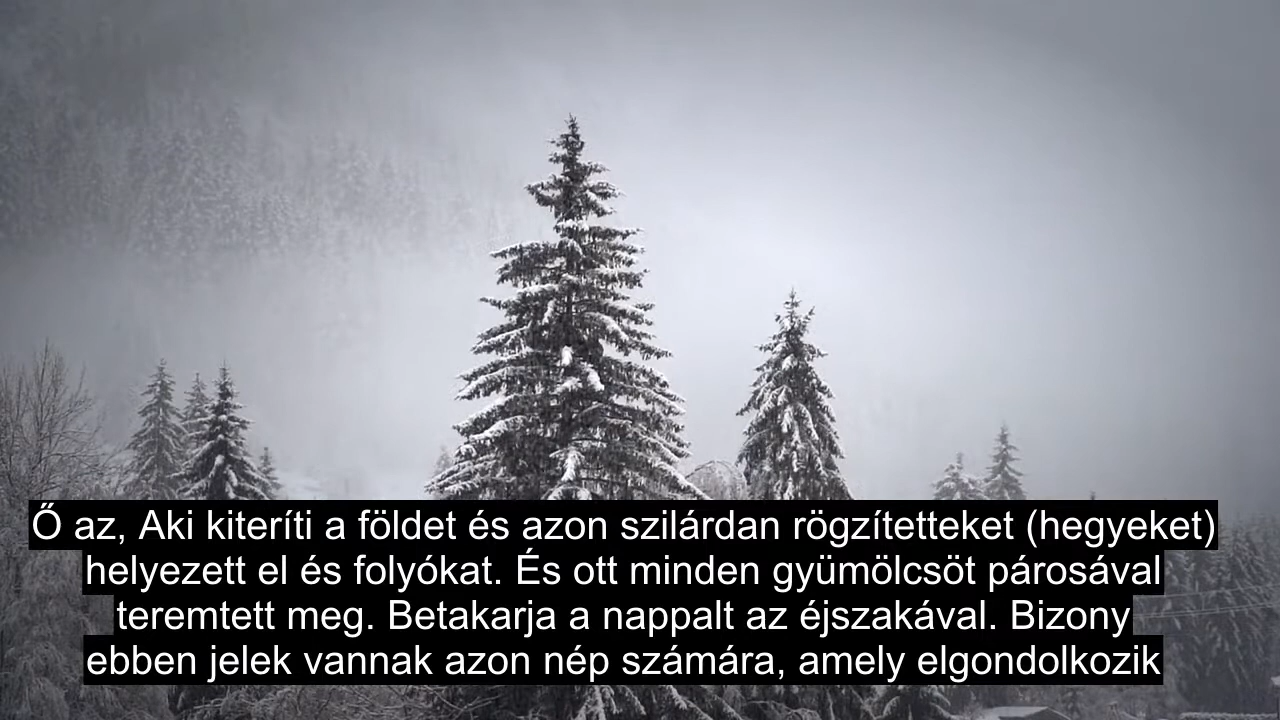 Ő az, Aki kiteríti a földet és azon szilárdan rögzítetteket (hegyeket)
helyezett el és folyókat. És ott minden gyümölcsöt párosával
teremtett meg. Betakarja a nappalt az éjszakával. Bizony
ebben jelek vannak azon nép számára, amely elgondolkozik